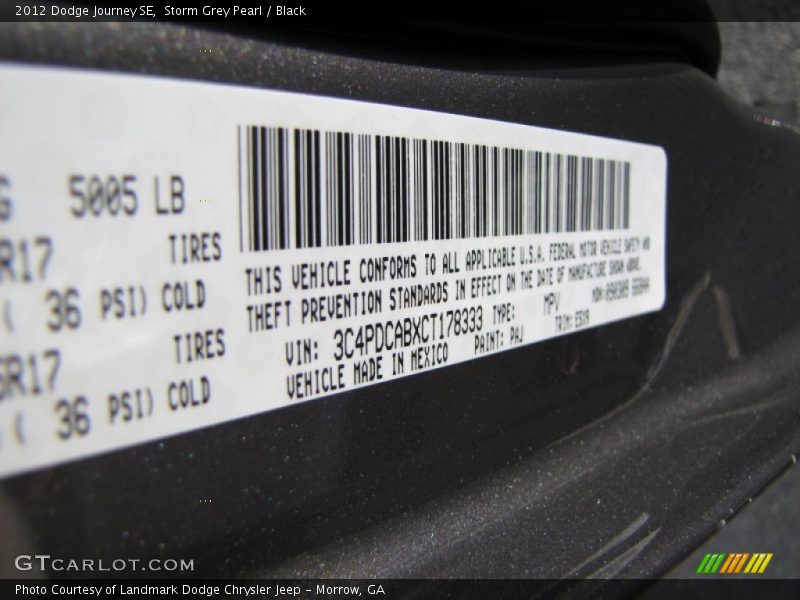 2012 Dodge Journey SE, Storm Grey Pearl / Black
5005 LB
R17 TIRES
( 36 PSI) COLD
TIRES
5R17
( 36 PSI) COLD
THIS VEHICLE CONFORMS TO ALL APPLICABLE U.S.A. FEDERAL MOTOR VEHICLE SAFETY AND
THEFT PREVENTION STANDARDS IN EFFECT ON THE DATE OF MANUFACTURE SHOWN ABOVE.
VIN: 3C4PDCABXCT178333 TYPE: MPV
VEHICLE MADE IN MEXICO PAINT: PAJ TRIM:
GTCARLOT.COM
Photo Courtesy of Landmark Dodge Chrysler Jeep – Morrow, GA